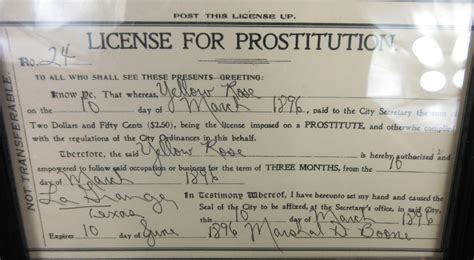 POST THIS LICENSE UP.
LICENSE FOR PROSTITUTION.
No. 24
TO ALL WHO SHALL SEE THESE PRESENTS—GREETING:
Know Ye, That whereas, Yellow Rose
on the 10 day of March 1896, paid to the City Secretary the sum of
Two Dollars and Fifty Cents ($2.50), being the license imposed on a PROSTITUTE, and otherwise complied
with the regulations of the City Ordinances in this behalf.
Therefore, the said Yellow Rose is hereby authorized and
empowered to follow said occupation or business for the term of THREE MONTHS, from the 10
day of March 1896
La Grange, In Testimony Whereof, I have hereunto set my hand and caused the
Texas Seal of the City to be affixed, at the Secretary's office, in said City,
this 10 day of March 1896
Expires 10 day of June 1896 Marshal D Boone
NOT TRANSFERABLE.